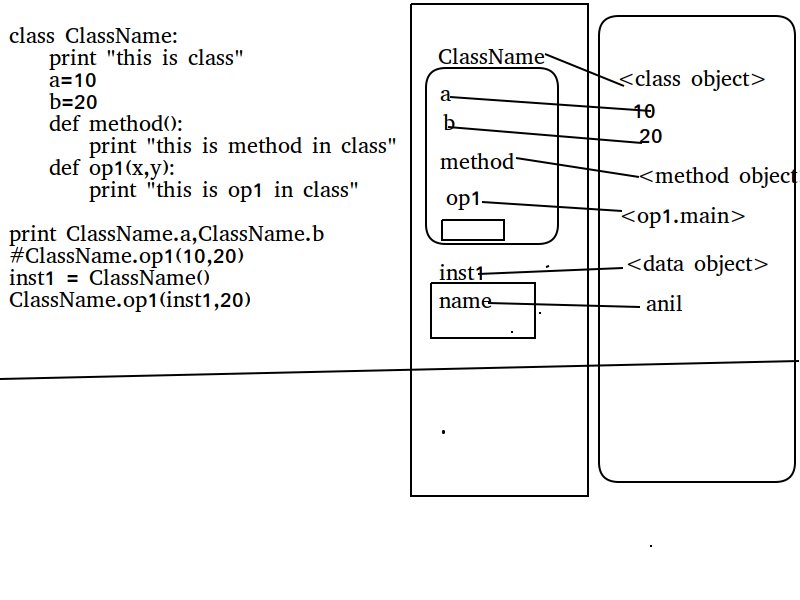 class ClassName:
print "this is class"
a=10
b=20
def method():
print "this is method in class"
def op1(x,y):
print "this is op1 in class"
print ClassName.a,ClassName.b
#ClassName.op1(10,20)
inst1 = ClassName()
ClassName.op1(inst1,20)
ClassName
a
b
method
op1
inst1
name
<class object>
10
20
<method object
<op1.main>
<data object>
anil